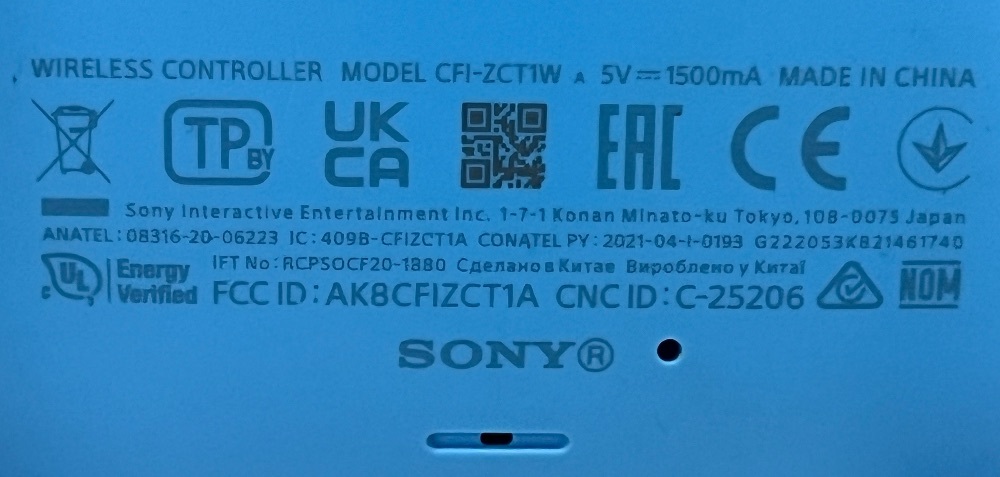 WIRELESS CONTROLLER MODEL CFI-ZCT1W A 5V⎓1500mA MADE IN CHINA
TP BY UK CA EAC CE
Sony Interactive Entertainment Inc. 1-7-1 Konan Minato-ku Tokyo, 108-0075 Japan
ANATEL:08316-20-06223 IC:409B-CFIZCT1A CONATEL PY:2021-04-I-0193 G222053K821461740
UL Energy Verified IFT No:RCPSOCF20-1880 Сделано в Китае Вироблено у Китаї
FCC ID:AK8CFIZCT1A CNC ID:C-25206 NOM
SONY®